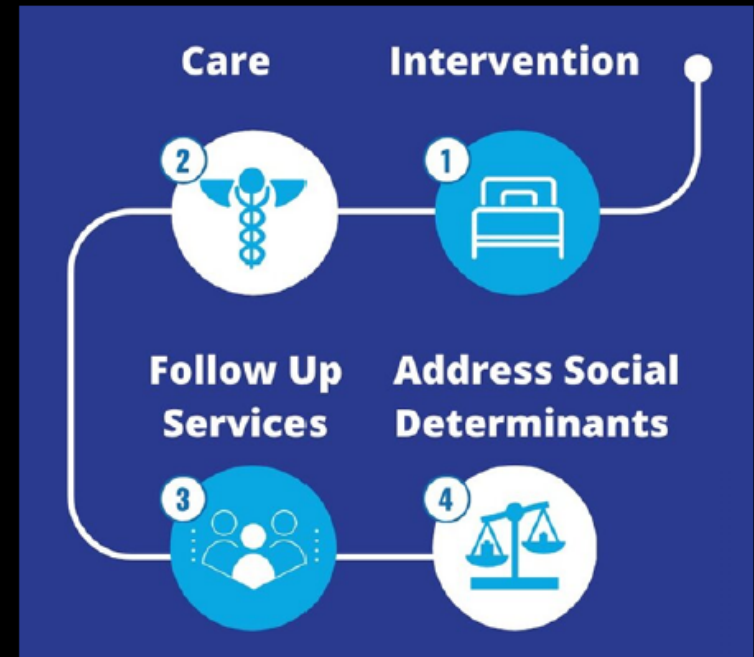 Care
Intervention
2
1
Follow Up
Services
Address Social
Determinants
3
4